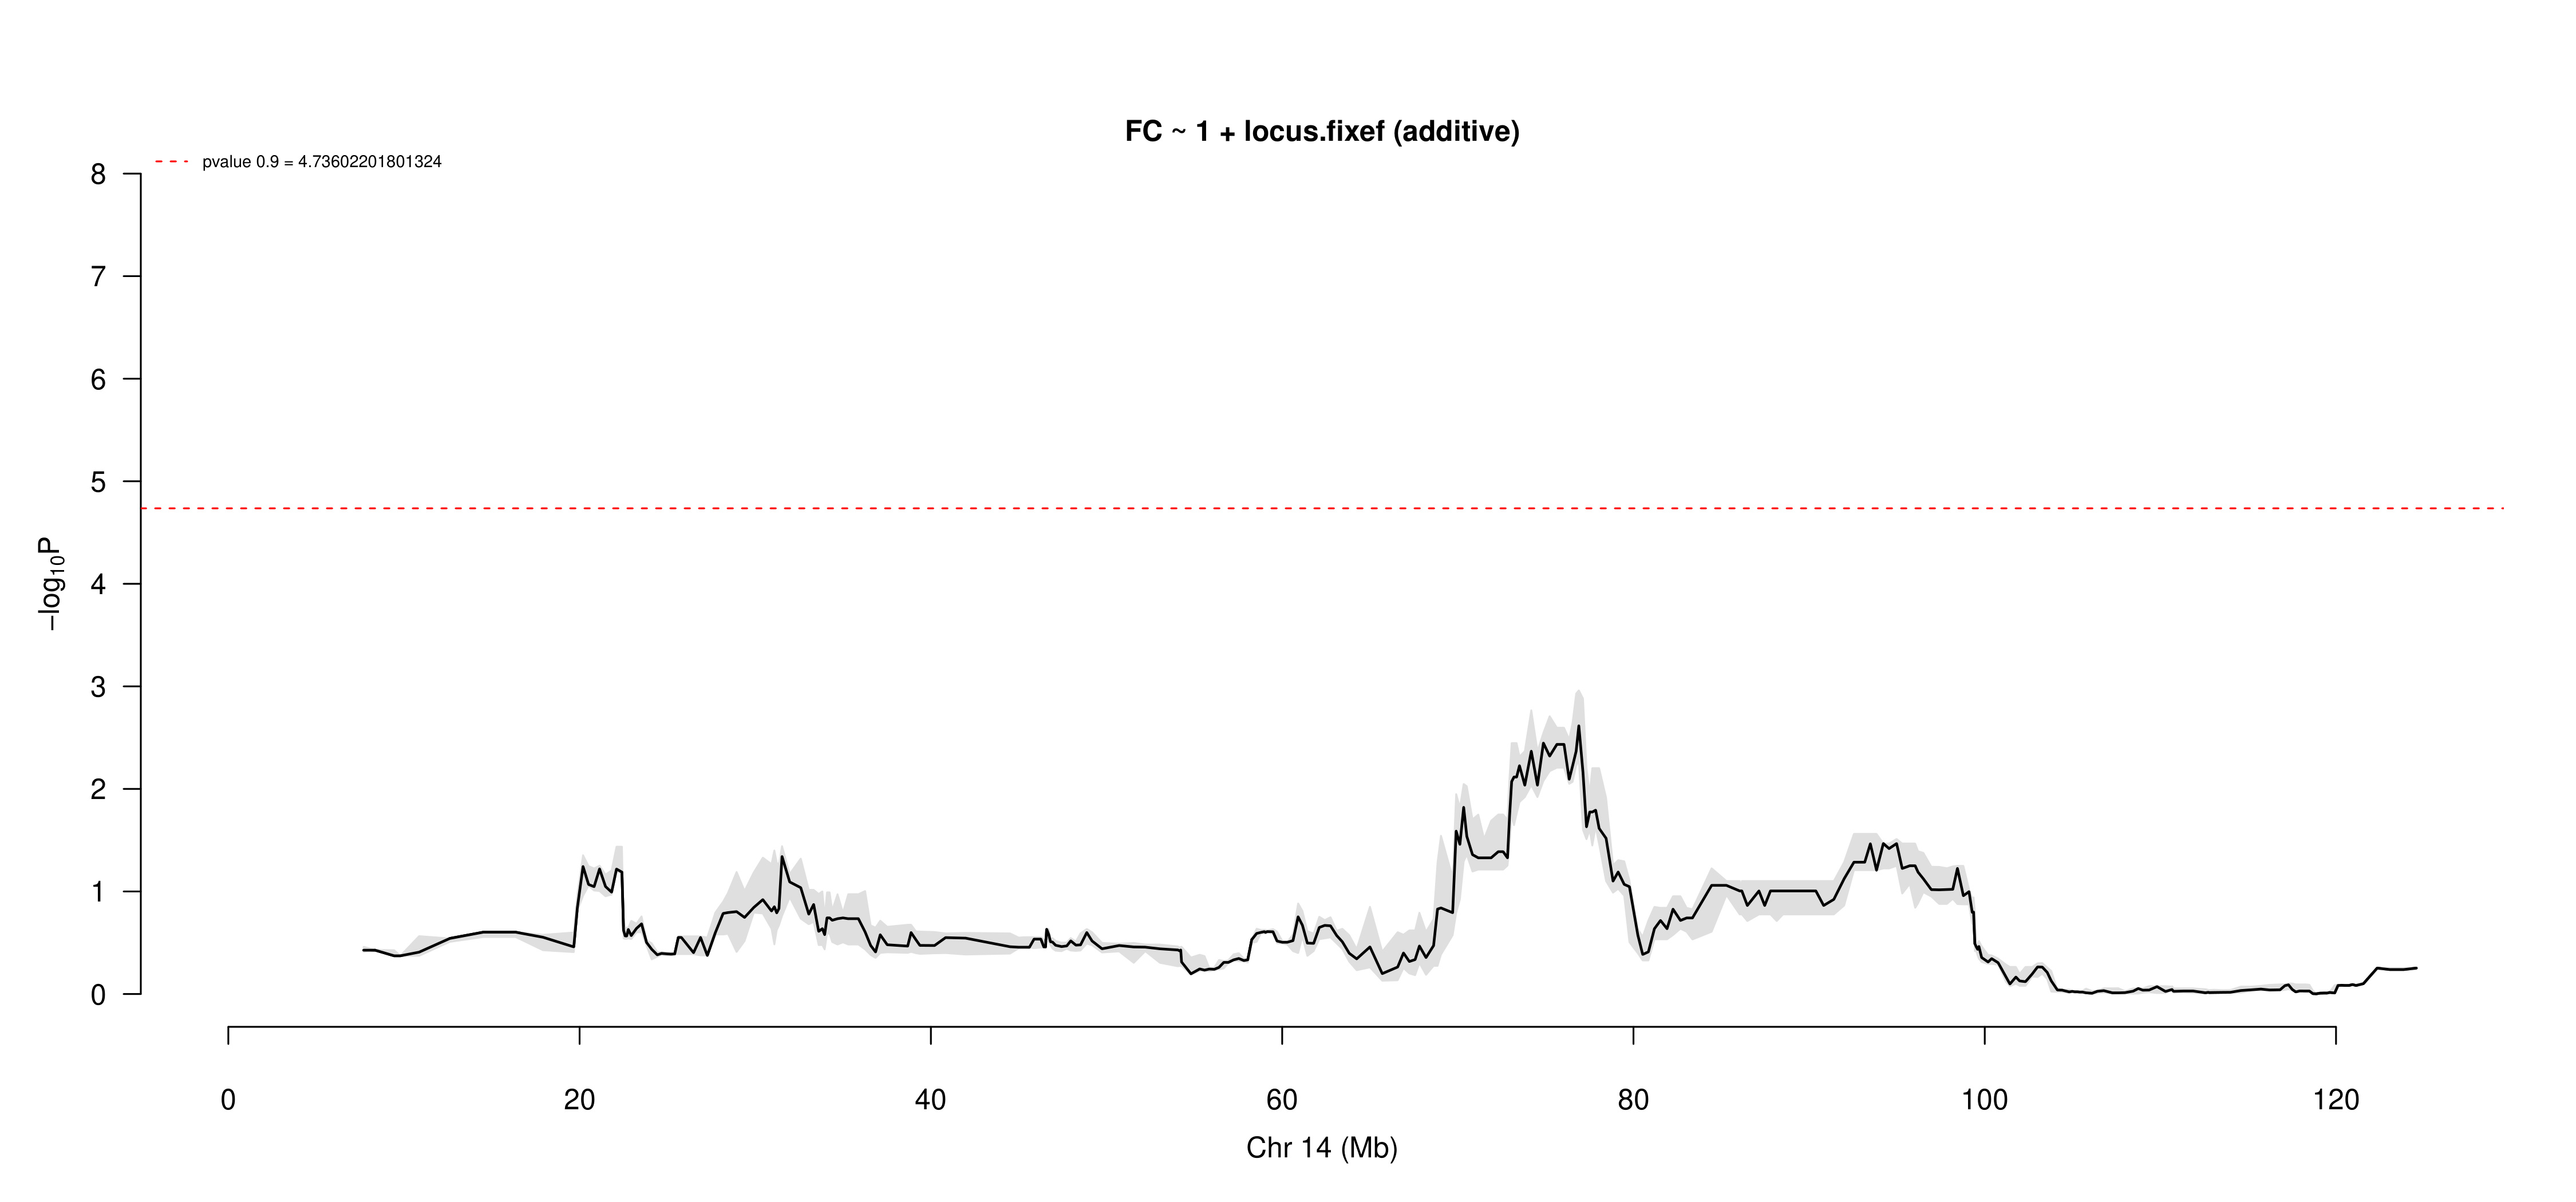 FC ~ 1 + locus.fixef (additive)
pvalue 0.9 = 4.73602201801324
8
7
6
5
4
3
2
1
0
−log10P
0 20 40 60 80 100 120
Chr 14 (Mb)